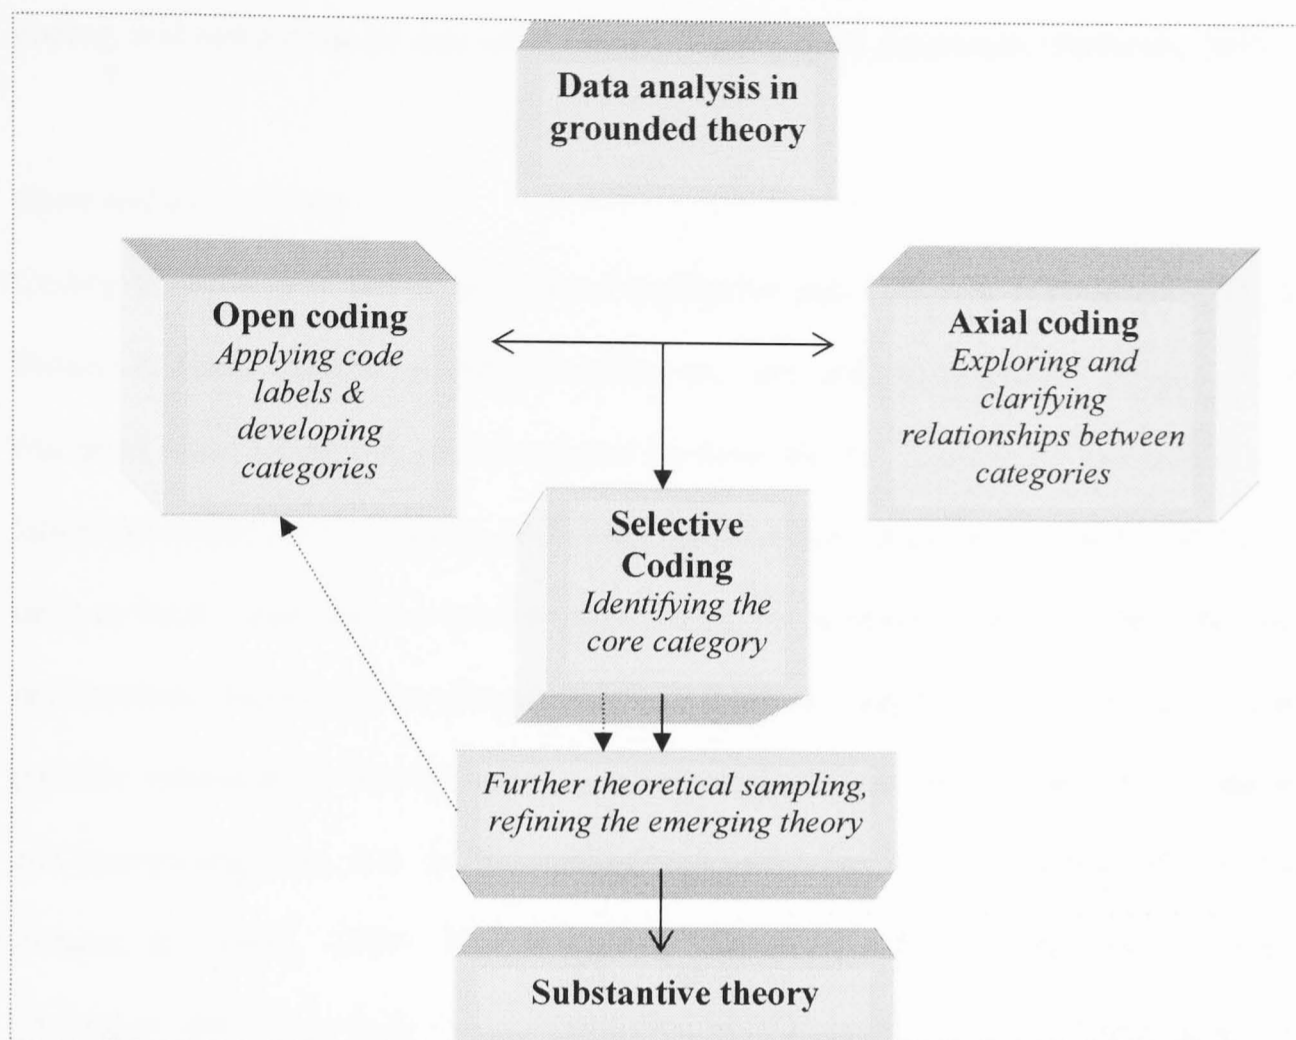 Data analysis in
grounded theory
Open coding
Applying code
labels &
developing
categories
Axial coding
Exploring and
clarifying
relationships between
categories
Selective
Coding
Identifying the
core category
Further theoretical sampling,
refining the emerging theory
Substantive theory